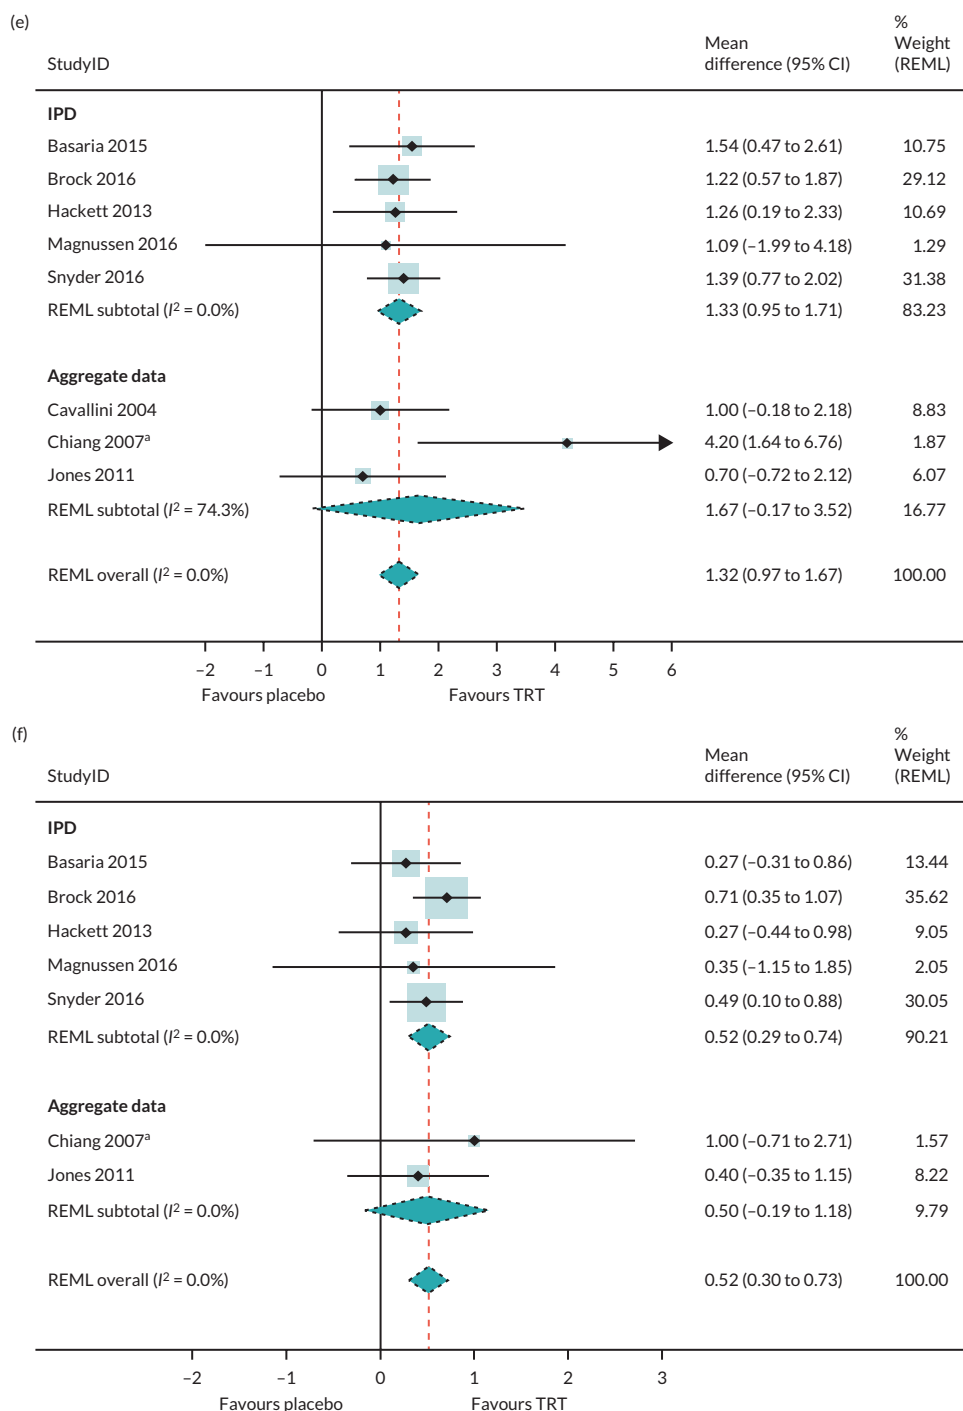 (e)
StudyID Mean difference (95% CI) % Weight (REML)
IPD
Basaria 2015 1.54 (0.47 to 2.61) 10.75
Brock 2016 1.22 (0.57 to 1.87) 29.12
Hackett 2013 1.26 (0.19 to 2.33) 10.69
Magnussen 2016 1.09 (–1.99 to 4.18) 1.29
Snyder 2016 1.39 (0.77 to 2.02) 31.38
REML subtotal (I² = 0.0%) 1.33 (0.95 to 1.71) 83.23
Aggregate data
Cavallini 2004 1.00 (–0.18 to 2.18) 8.83
Chiang 2007ᵃ 4.20 (1.64 to 6.76) 1.87
Jones 2011 0.70 (–0.72 to 2.12) 6.07
REML subtotal (I² = 74.3%) 1.67 (–0.17 to 3.52) 16.77
REML overall (I² = 0.0%) 1.32 (0.97 to 1.67) 100.00
–2 –1 0 1 2 3 4 5 6
Favours placebo Favours TRT
(f)
StudyID Mean difference (95% CI) % Weight (REML)
IPD
Basaria 2015 0.27 (–0.31 to 0.86) 13.44
Brock 2016 0.71 (0.35 to 1.07) 35.62
Hackett 2013 0.27 (–0.44 to 0.98) 9.05
Magnussen 2016 0.35 (–1.15 to 1.85) 2.05
Snyder 2016 0.49 (0.10 to 0.88) 30.05
REML subtotal (I² = 0.0%) 0.52 (0.29 to 0.74) 90.21
Aggregate data
Chiang 2007ᵃ 1.00 (–0.71 to 2.71) 1.57
Jones 2011 0.40 (–0.35 to 1.15) 8.22
REML subtotal (I² = 0.0%) 0.50 (–0.19 to 1.18) 9.79
REML overall (I² = 0.0%) 0.52 (0.30 to 0.73) 100.00
–2 –1 0 1 2 3
Favours placebo Favours TRT